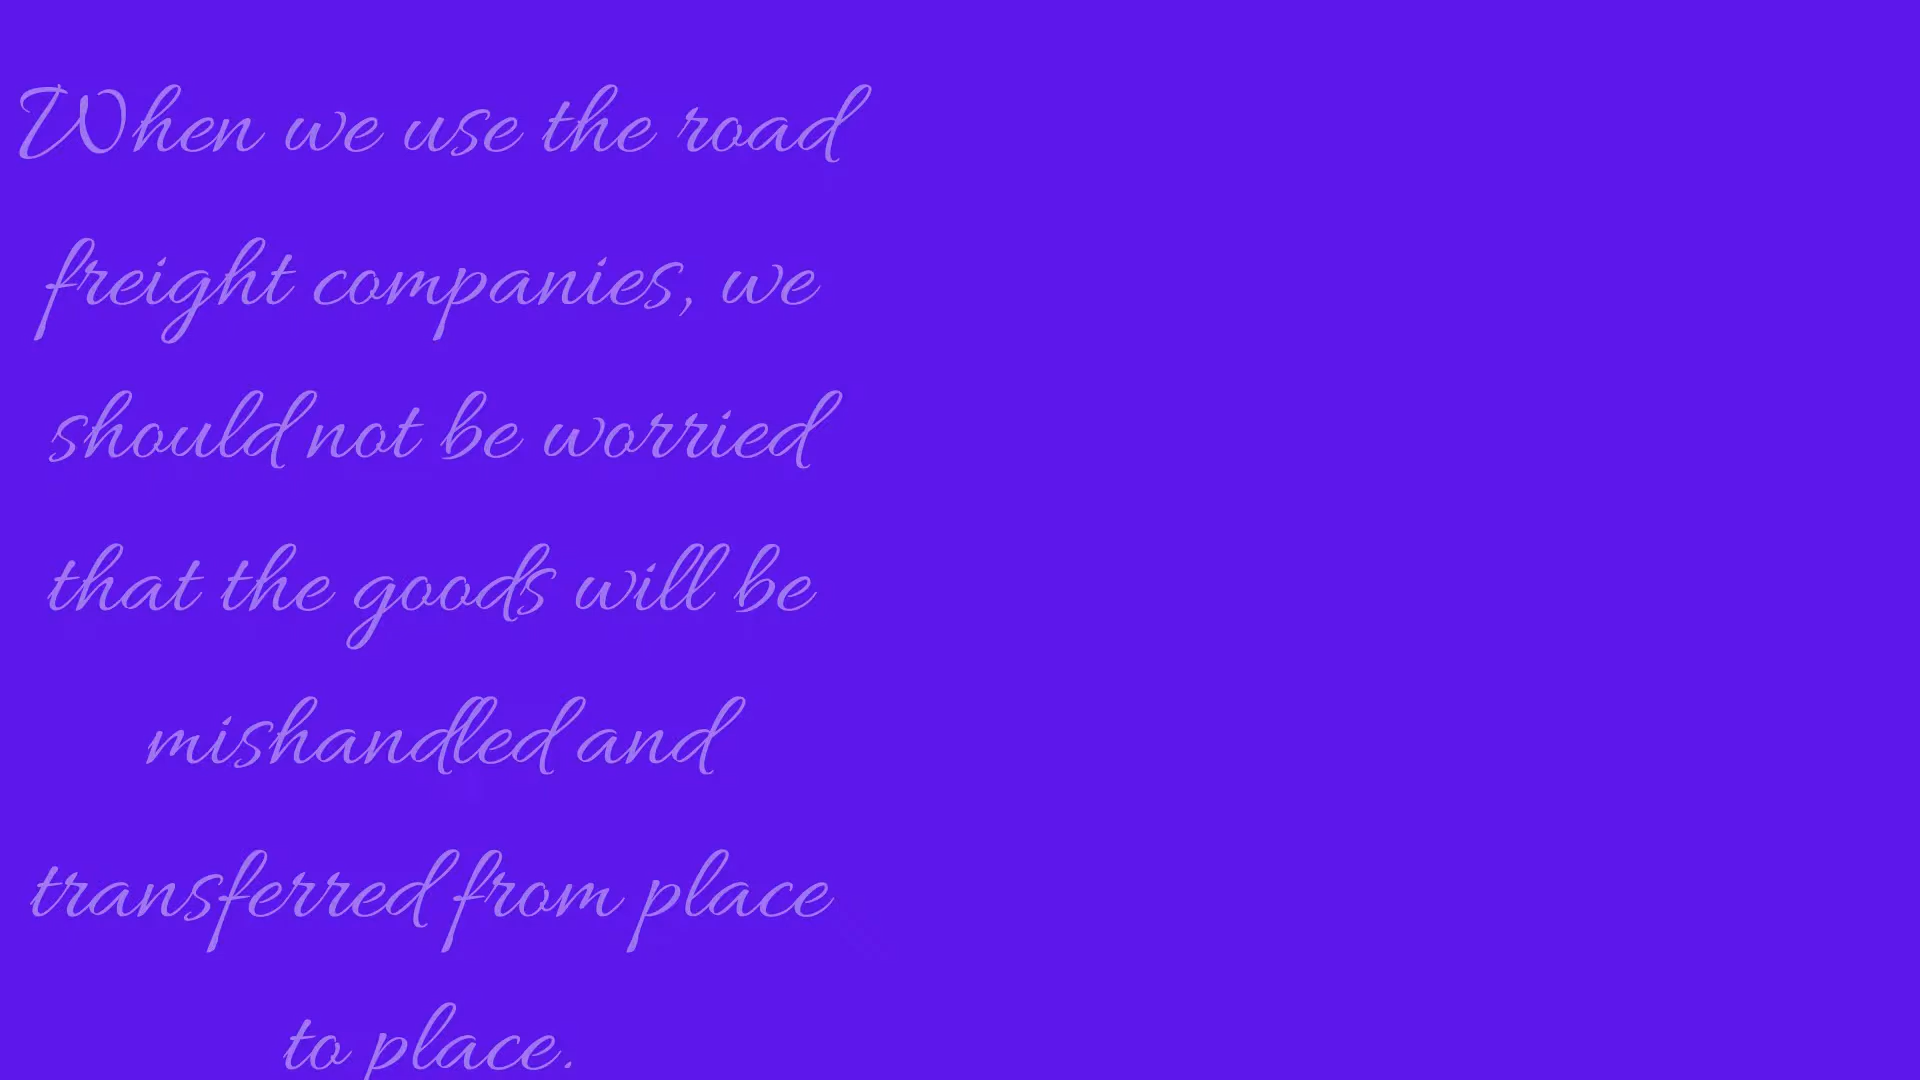 When we use the road
freight companies, we
should not be worried
that the goods will be
mishandled and
transferred from place
to place.